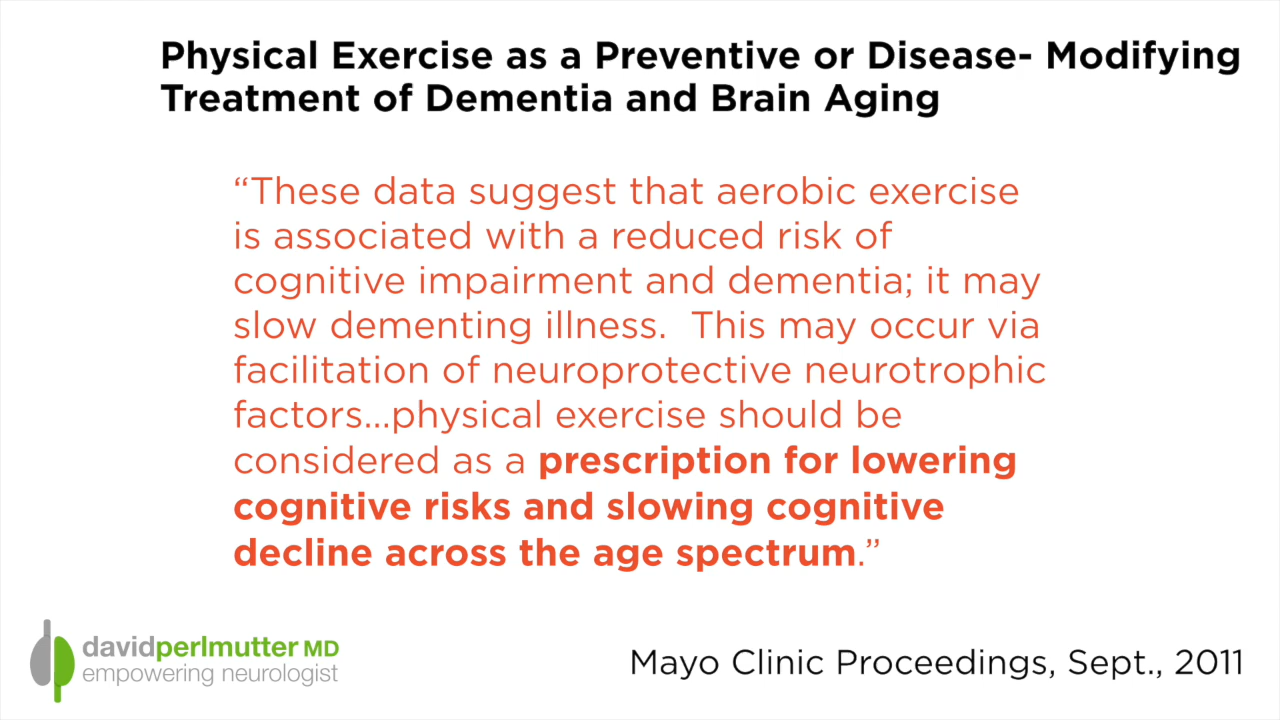 Physical Exercise as a Preventive or Disease- Modifying
Treatment of Dementia and Brain Aging
“These data suggest that aerobic exercise
is associated with a reduced risk of
cognitive impairment and dementia; it may
slow dementing illness.  This may occur via
facilitation of neuroprotective neurotrophic
factors...physical exercise should be
considered as a prescription for lowering
cognitive risks and slowing cognitive
decline across the age spectrum.”
davidperlmutter MD
empowering neurologist
Mayo Clinic Proceedings, Sept., 2011